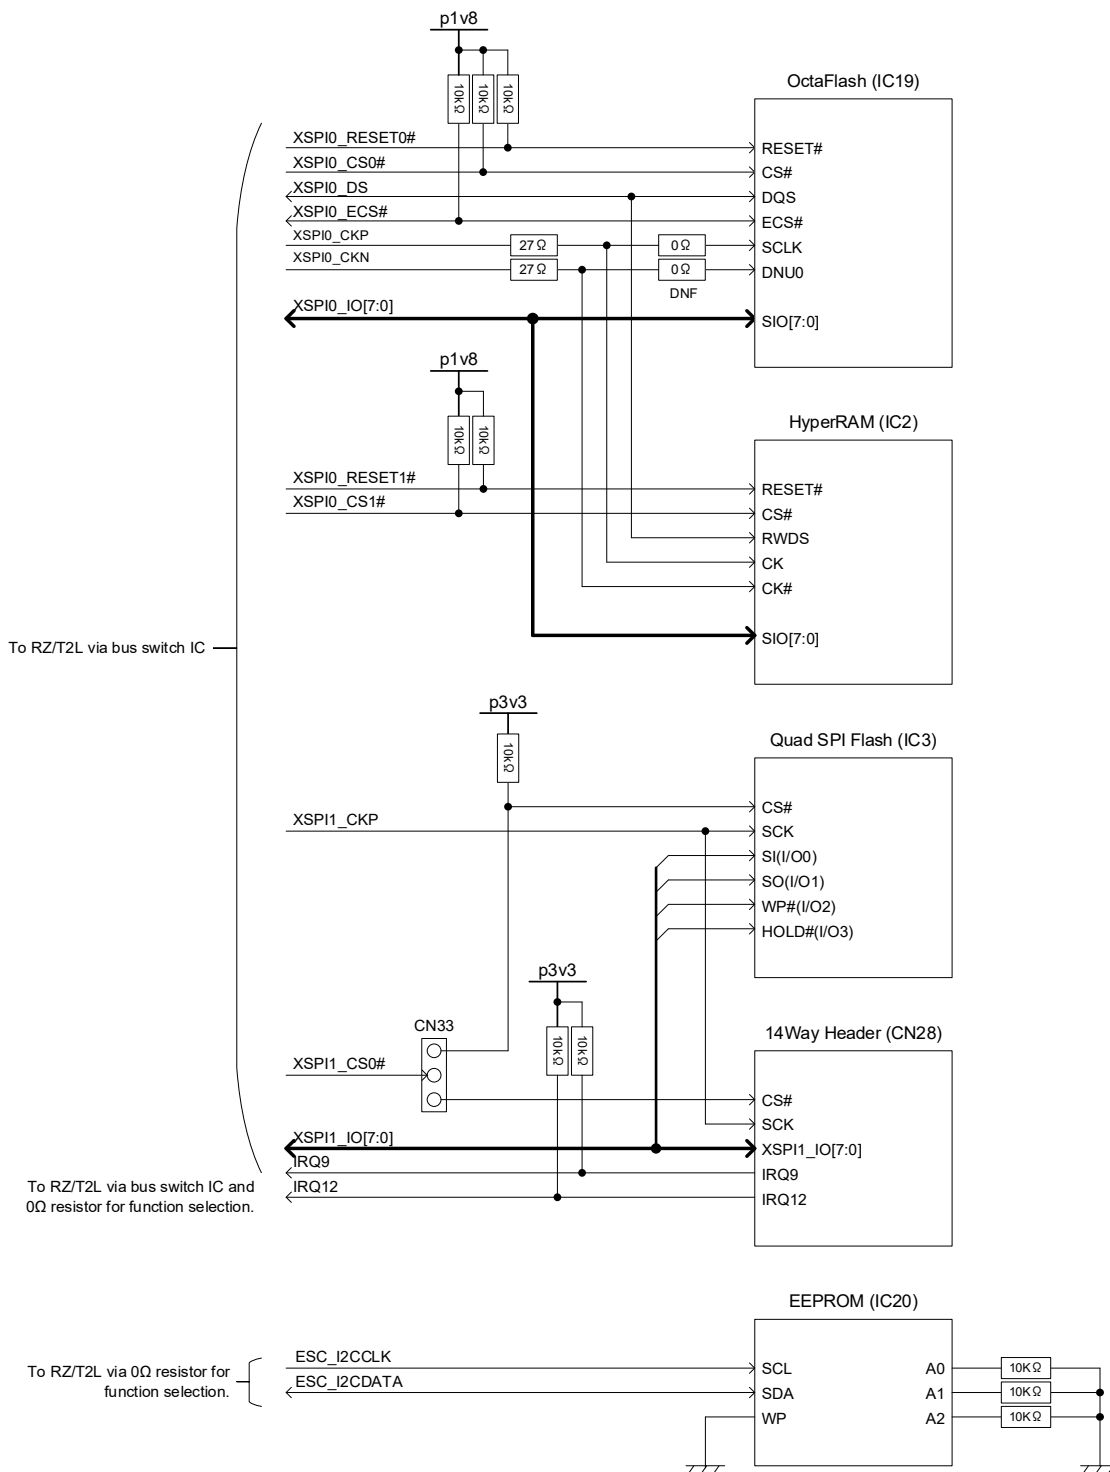 p1v8
10kΩ
10kΩ
10kΩ
OctaFlash (IC19)
XSPI0_RESET0#
RESET#
XSPI0_CS0#
CS#
XSPI0_DS
DQS
XSPI0_ECS#
ECS#
XSPI0_CKP
27Ω
0Ω
SCLK
XSPI0_CKN
27Ω
0Ω
DNU0
DNF
XSPI0_IO[7:0]
SIO[7:0]
p1v8
10kΩ
10kΩ
HyperRAM (IC2)
XSPI0_RESET1#
RESET#
XSPI0_CS1#
CS#
RWDS
CK
CK#
SIO[7:0]
To RZ/T2L via bus switch IC
p3v3
10kΩ
Quad SPI Flash (IC3)
CS#
XSPI1_CKP
SCK
SI(I/O0)
SO(I/O1)
WP#(I/O2)
HOLD#(I/O3)
p3v3
10kΩ
10kΩ
CN33
14Way Header (CN28)
XSPI1_CS0#
CS#
SCK
XSPI1_IO[7:0]
XSPI1_IO[7:0]
IRQ9
IRQ9
IRQ12
IRQ12
To RZ/T2L via bus switch IC and
0Ω resistor for function selection.
EEPROM (IC20)
To RZ/T2L via 0Ω resistor for
function selection.
ESC_I2CCLK
SCL
A0
10KΩ
ESC_I2CDATA
SDA
A1
10KΩ
WP
A2
10KΩ